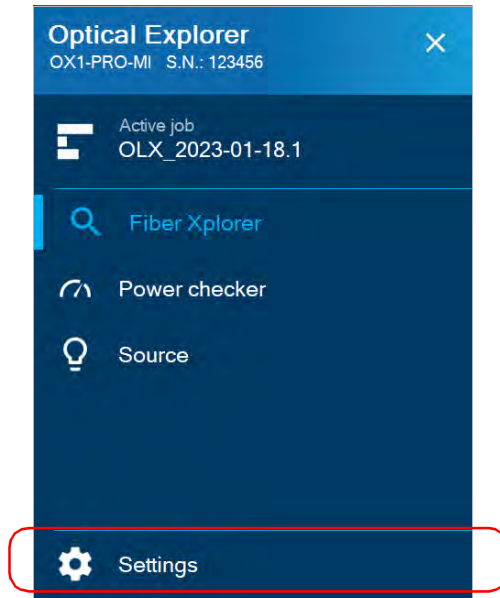 Optical Explorer
OX1-PRO-MI S.N.: 123456
Active job
OLX_2023-01-18.1
Fiber Xplorer
Power checker
Source
Settings